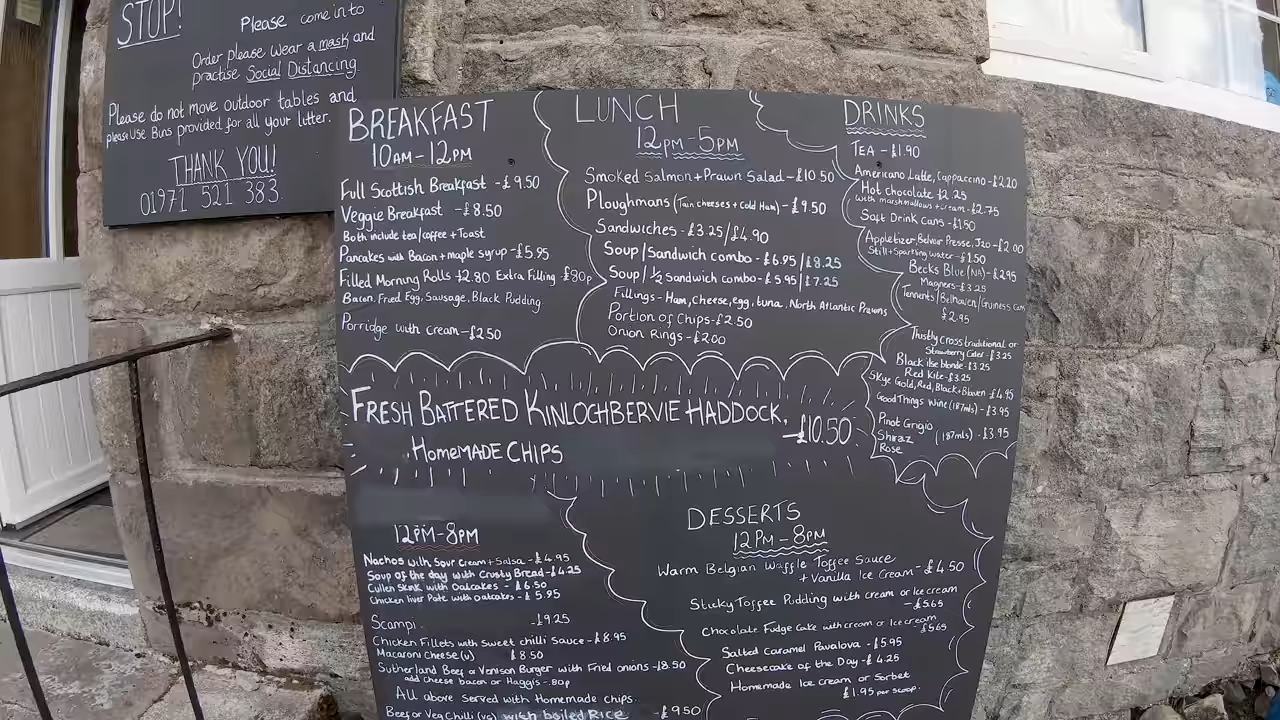 STOP!
Please come in to
Order please wear a mask and
practise Social Distancing
Please do not move outdoor tables and
please use Bins provided for all your litter.
THANK YOU!
01971 521 383
BREAKFAST
10AM-12PM
Full Scottish Breakfast - £9.50
Veggie Breakfast - £8.50
Both include tea/coffee + Toast
Pancakes with Bacon + maple syrup - £5.95
Filled Morning Rolls £2.80 Extra Filling - £80p
Bacon, Fried Egg, Sausage, Black Pudding
Porridge with Cream - £2.50
LUNCH
12PM-5PM
Smoked Salmon + Prawn Salad - £10.50
Ploughmans (Tain cheeses + Cold Ham) - £9.50
Sandwiches - £3.25/£4.90
Soup/Sandwich combo - £6.95/£8.25
Soup/½ Sandwich combo - £5.95/£7.25
Fillings - Ham, Cheese, egg, tuna, North Atlantic Prawns
Portion of Chips - £2.50
Onion Rings - £2.00
DRINKS
TEA - £1.90
Americano Latte, Cappuccino - £2.20
Hot chocolate £2.25
with marshmallows + cream - £2.75
Soft Drink Cans - £1.50
Appletizer, Belvoir Presse, J2o - £2.00
Still + Sparkling water - £1.50
Becks Blue (NA) - £2.95
Magners - £3.25
Tennents/Belhaven/Guiness Cans
£2.95
Thistly Cross traditional or
Strawberry Cider - £3.25
Black isle blonde - £3.25
Red Kite - £3.25
Skye Gold, Red, Black + Blaven £4.95
Good Things Wine (187mls) - £3.95
Pinot Grigio
Shiraz (187mls) - £3.95
Rose
FRESH BATTERED KINLOCHBERVIE HADDOCK,
HOMEMADE CHIPS - £10.50
12PM-8PM
Nachos with Sour Cream + Salsa - £4.95
Soup of the day with Crusty Bread - £4.25
Cullen Skink with Oatcakes - £6.50
Chicken liver Pate with Oatcakes - £5.95
Scampi - £9.25
Chicken Fillets with Sweet chilli Sauce - £8.95
Macaroni Cheese (v) £8.50
Sutherland Beef or Venison Burger with Fried onions - £8.50
add cheese bacon or Haggis - 80p
All above served with Homemade chips.
Beef or Veg Chilli (vg) with boiled Rice - £9.50
DESSERTS
12PM-8PM
Warm Belgian Waffle Toffee Sauce
+ Vanilla Ice Cream - £4.50
Sticky Toffee Pudding with cream or Ice cream
- £5.65
Chocolate Fudge Cake with cream or ice cream
£5.65
Salted Caramel Pavalova - £5.95
Cheesecake of the Day - £4.25
Homemade Ice cream or Sorbet
£1.95 per scoop.